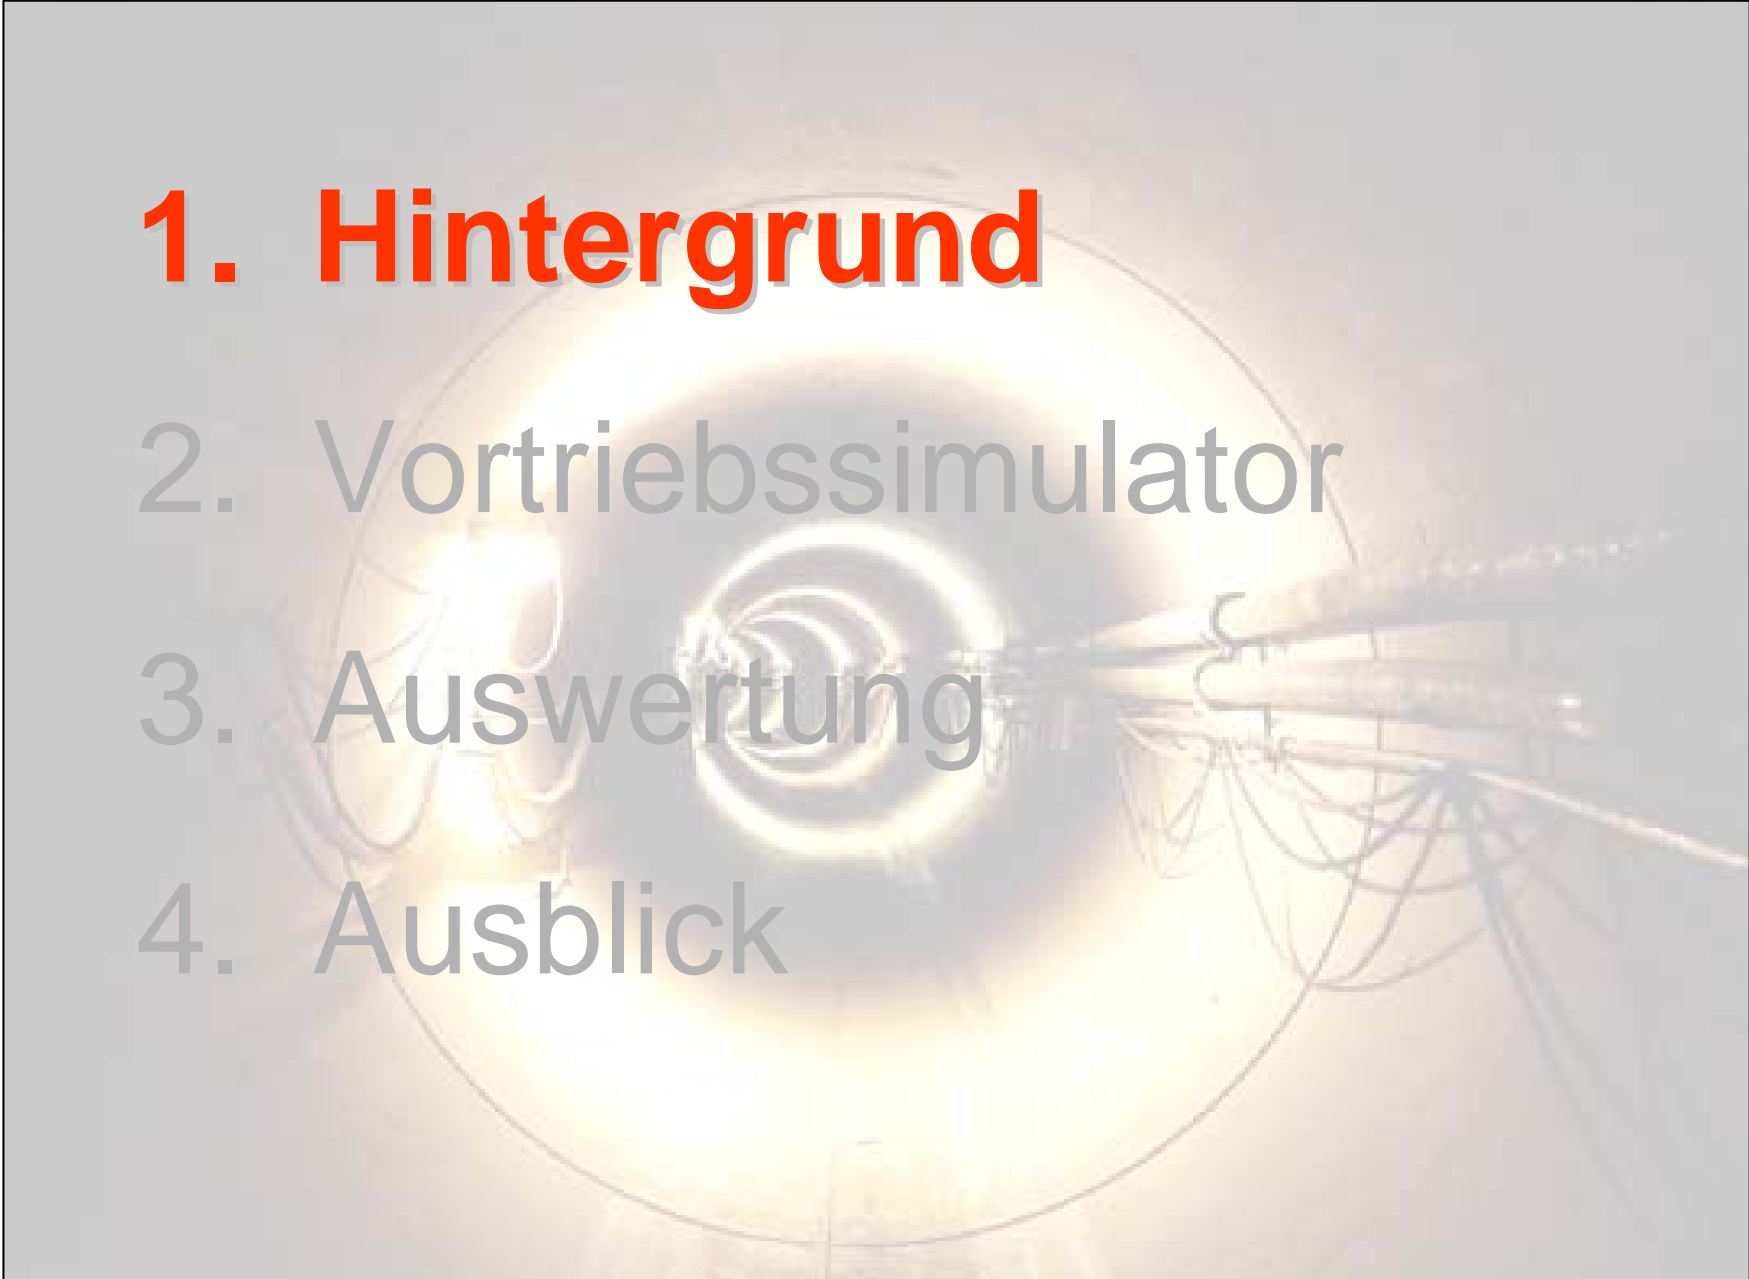 1. Hintergrund
2. Vortriebssimulator
3. Auswertung
4. Ausblick